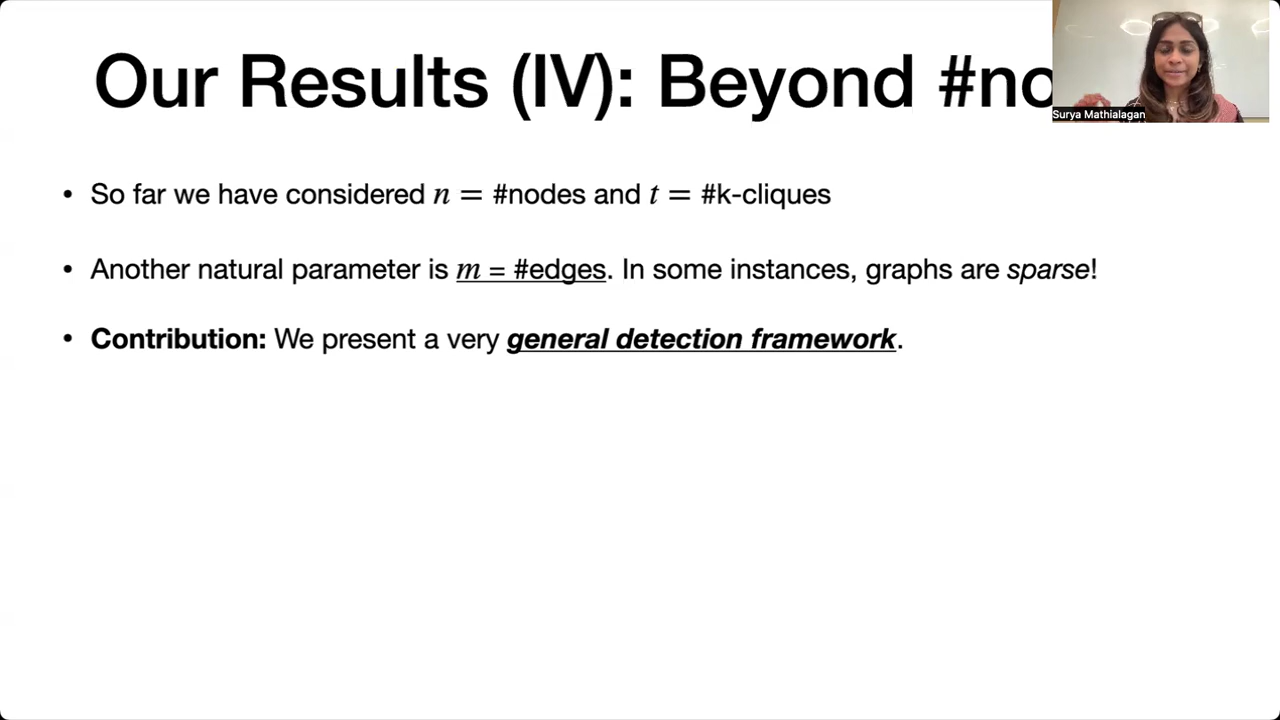 Our Results (IV): Beyond #no
Surya Mathialagan
• So far we have considered n = #nodes and t = #k-cliques
• Another natural parameter is m = #edges. In some instances, graphs are sparse!
• Contribution: We present a very general detection framework.